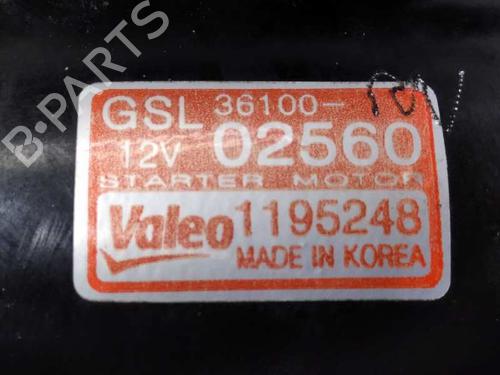 B-PARTS
GSL 36100-
12V 02560
STARTER MOTOR
Valeo 1195248
MADE IN KOREA